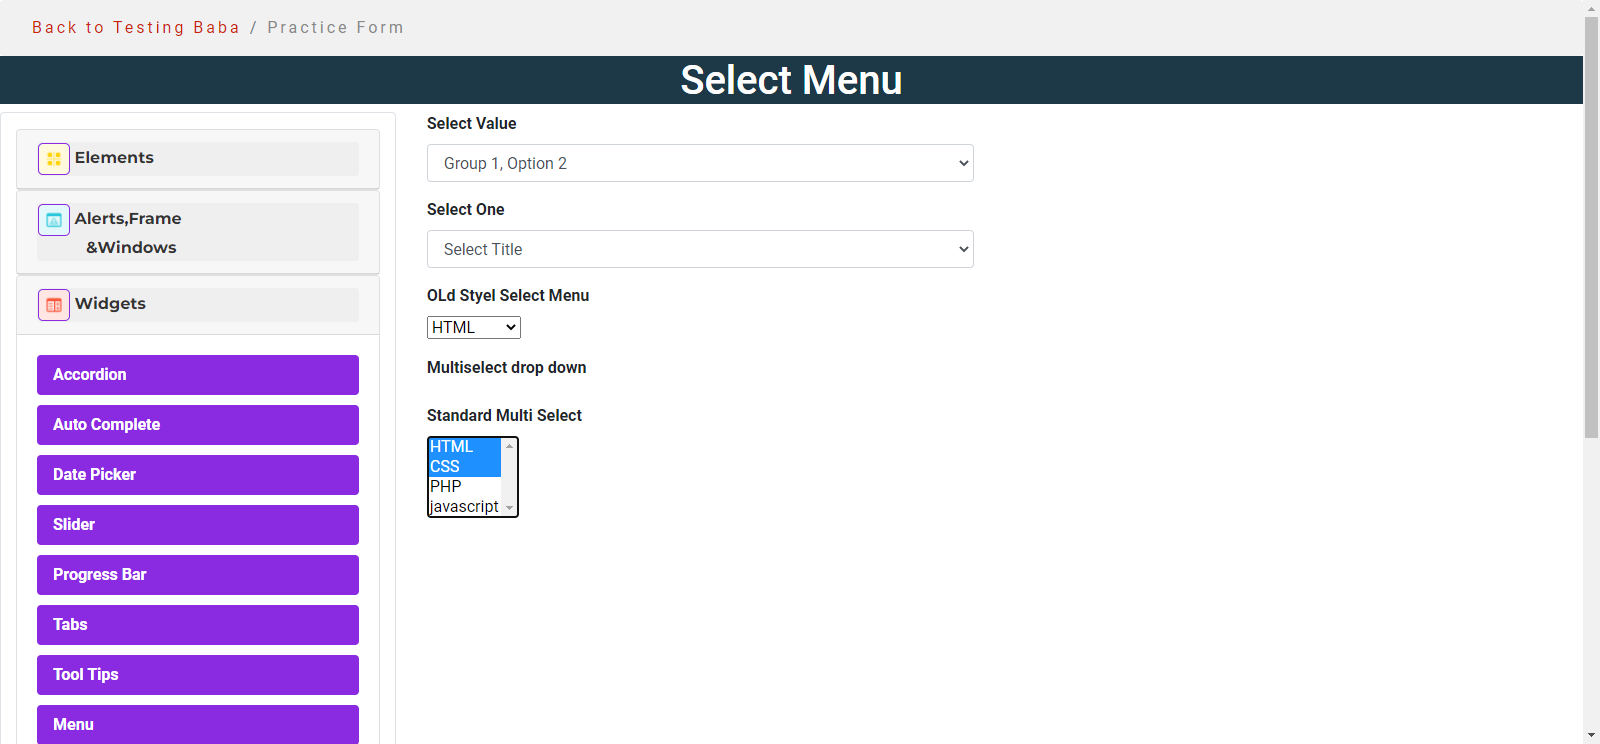 Back to Testing Baba / Practice Form
Select Menu
Elements
Alerts,Frame
&Windows
Widgets
Accordion
Auto Complete
Date Picker
Slider
Progress Bar
Tabs
Tool Tips
Menu
Select Value
Group 1, Option 2
Select One
Select Title
OLd Styel Select Menu
HTML
Multiselect drop down
Standard Multi Select
HTML
CSS
PHP
javascript